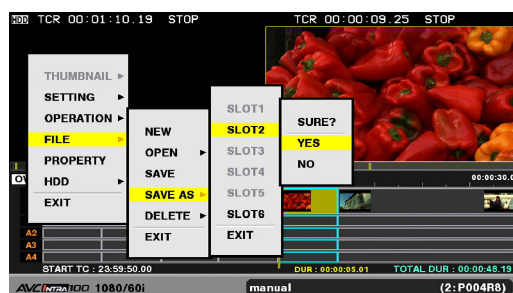 HDD TCR 00:01:10.19 STOP
TCR 00:00:09.25 STOP
THUMBNAIL
SETTING
OPERATION
FILE
PROPERTY
HDD
EXIT
NEW
OPEN
SAVE
SAVE AS
DELETE
EXIT
SLOT1
SLOT2
SLOT3
SLOT4
SLOT5
SLOT6
EXIT
SURE?
YES
NO
00:00:30.0
A2
A3
A4
START TC : 23:59:50.00
DUR : 00:00:05.01
TOTAL DUR : 00:00:48.19
AVC INTRA 100 1080/60i
manual
(2: P004R8)